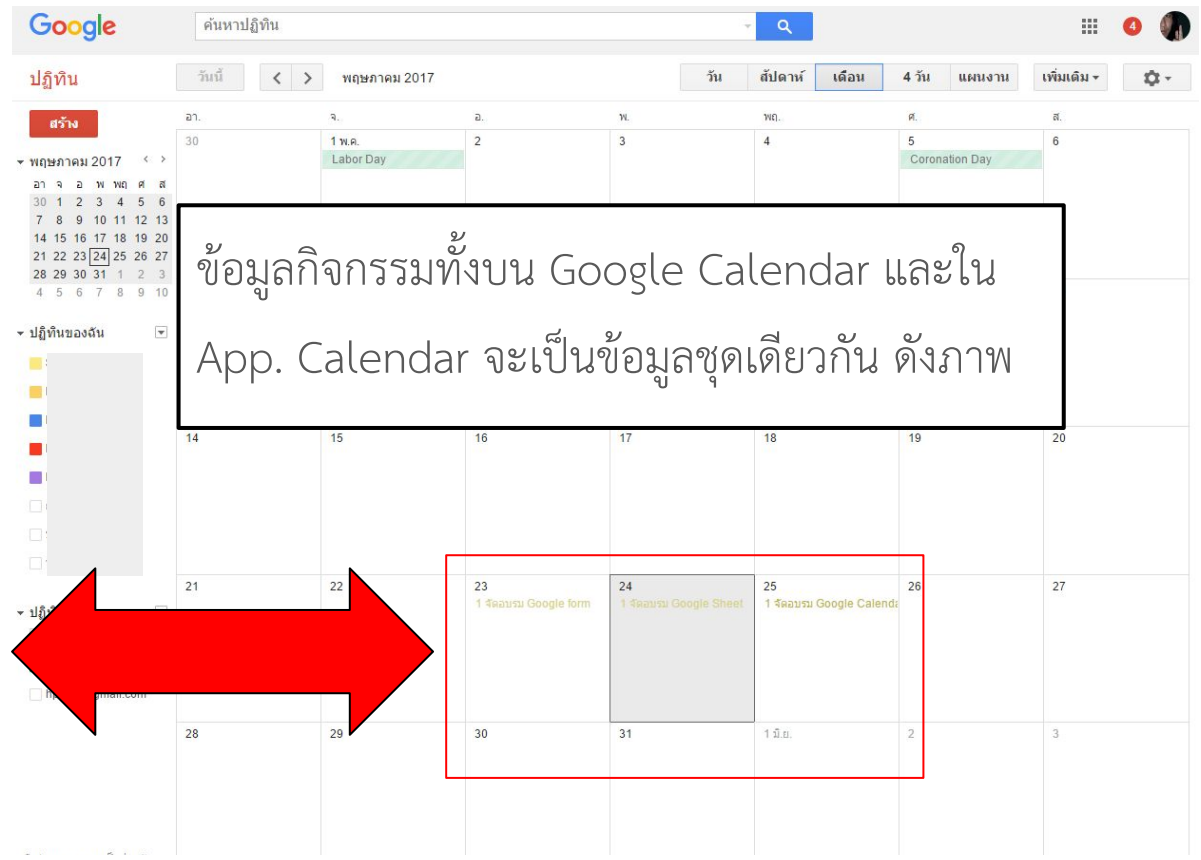 Google
ค้นหาปฏิทิน
4
ปฏิทิน
วันนี้
พฤษภาคม 2017
วัน สัปดาห์ เดือน 4 วัน แผนงาน
เพิ่มเติม
สร้าง
พฤษภาคม 2017
อา จ อ พ พฤ ศ ส
30 1 2 3 4 5 6
7 8 9 10 11 12 13
14 15 16 17 18 19 20
21 22 23 24 25 26 27
28 29 30 31 1 2 3
4 5 6 7 8 9 10
ปฏิทินของฉัน
อา. จ. อ. พ. พฤ. ศ. ส.
30 1 พ.ค. 2 3 4 5 6
Labor Day Coronation Day
ข้อมูลกิจกรรมทั้งบน Google Calendar และใน
App. Calendar จะเป็นข้อมูลชุดเดียวกัน ดังภาพ
14 15 16 17 18 19 20
21 22 23 24 25 26 27
1 จัดอบรม Google form 1 จัดอบรม Google Sheet 1 จัดอบรม Google Calenda
28 29 30 31 1 มิ.ย. 2 3